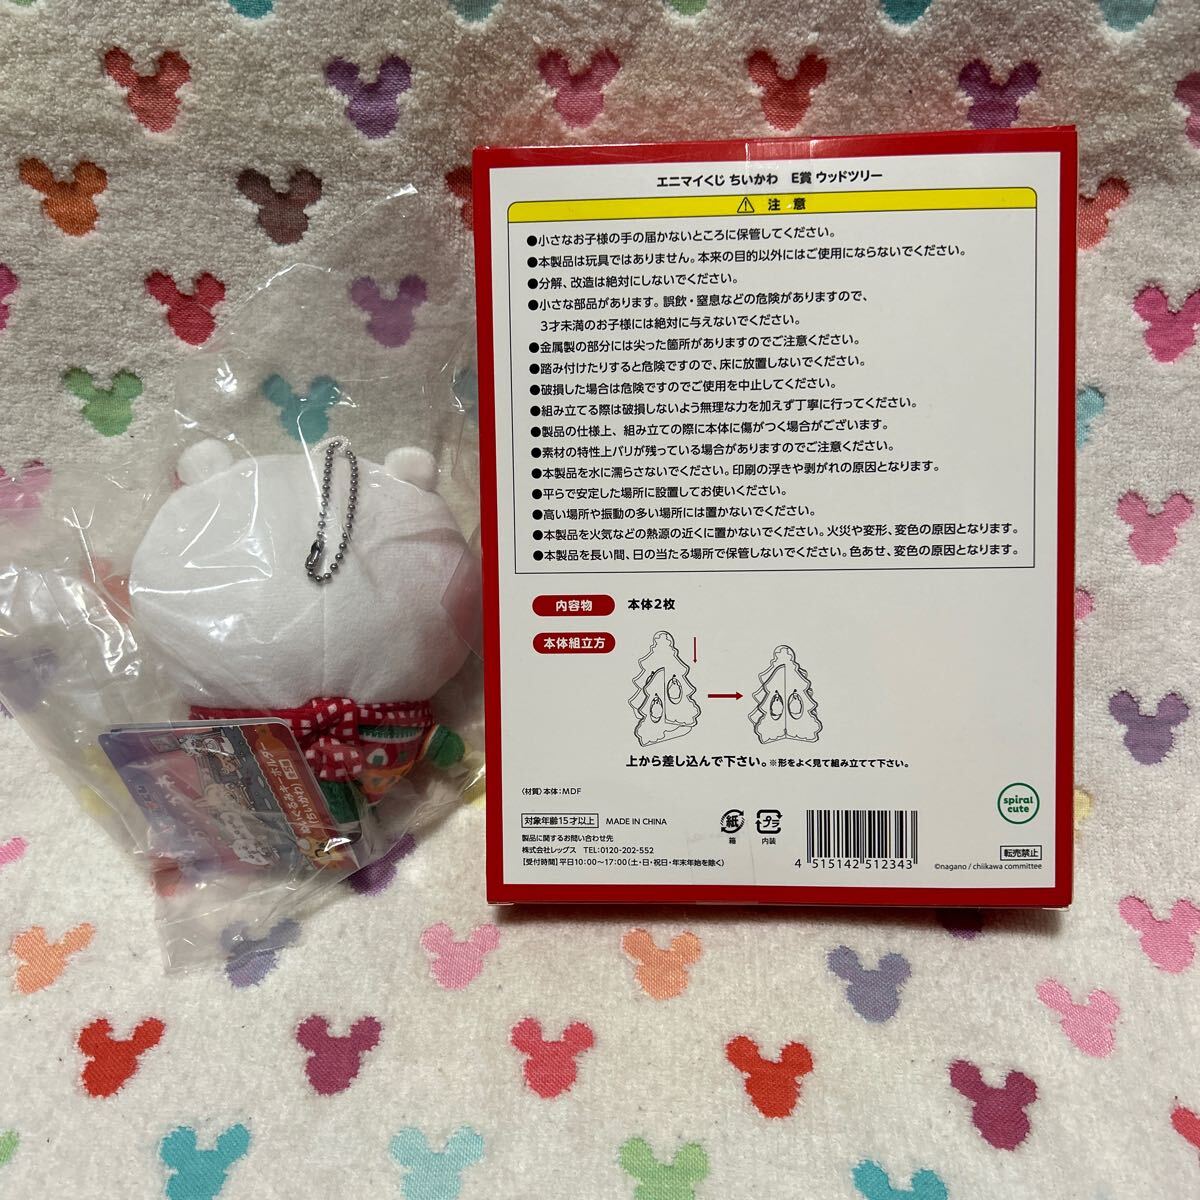 エニマイくじ ちいかわ　E賞 ウッドツリー
注 意
●小さなお子様の手の届かないところに保管してください。
●本製品は玩具ではありません。本来の目的以外にはご使用にならないでください。
●分解、改造は絶対にしないでください。
●小さな部品があります。誤飲・窒息などの危険がありますので、
3才未満のお子様には絶対に与えないでください。
●金属製の部分には尖った箇所がありますのでご注意ください。
●踏み付けたりすると危険ですので、床に放置しないでください。
●破損した場合は危険ですのでご使用を中止してください。
●組み立てる際は破損しないよう無理な力を加えず丁寧に行ってください。
●製品の仕様上、組み立ての際に本体に傷がつく場合がございます。
●素材の特性上バリが残っている場合がありますのでご注意ください。
●本製品を水に濡らさないでください。印刷の浮きや剥がれの原因となります。
●平らで安定した場所に設置してお使いください。
●高い場所や振動の多い場所には置かないでください。
●本製品を火気などの熱源の近くに置かないでください。火災や変形、変色の原因となります。
●本製品を長い間、日の当たる場所で保管しないでください。色あせ、変色の原因となります。
内容物　本体2枚
本体組立方
上から差し込んで下さい。※形をよく見て組み立てて下さい。
〈材質〉本体：MDF
対象年齢15才以上　MADE IN CHINA
製品に関するお問い合わせ先
株式会社レッグス　TEL：0120-202-552
［受付時間］平日10：00～17：00（土・日・祝日・年末年始を除く）
紙
箱
プラ
内装
4 515142 512343
spiral
cute
転売禁止
©nagano / chiikawa committee
ぬいぐるみキーホルダー
（ちいかわ）